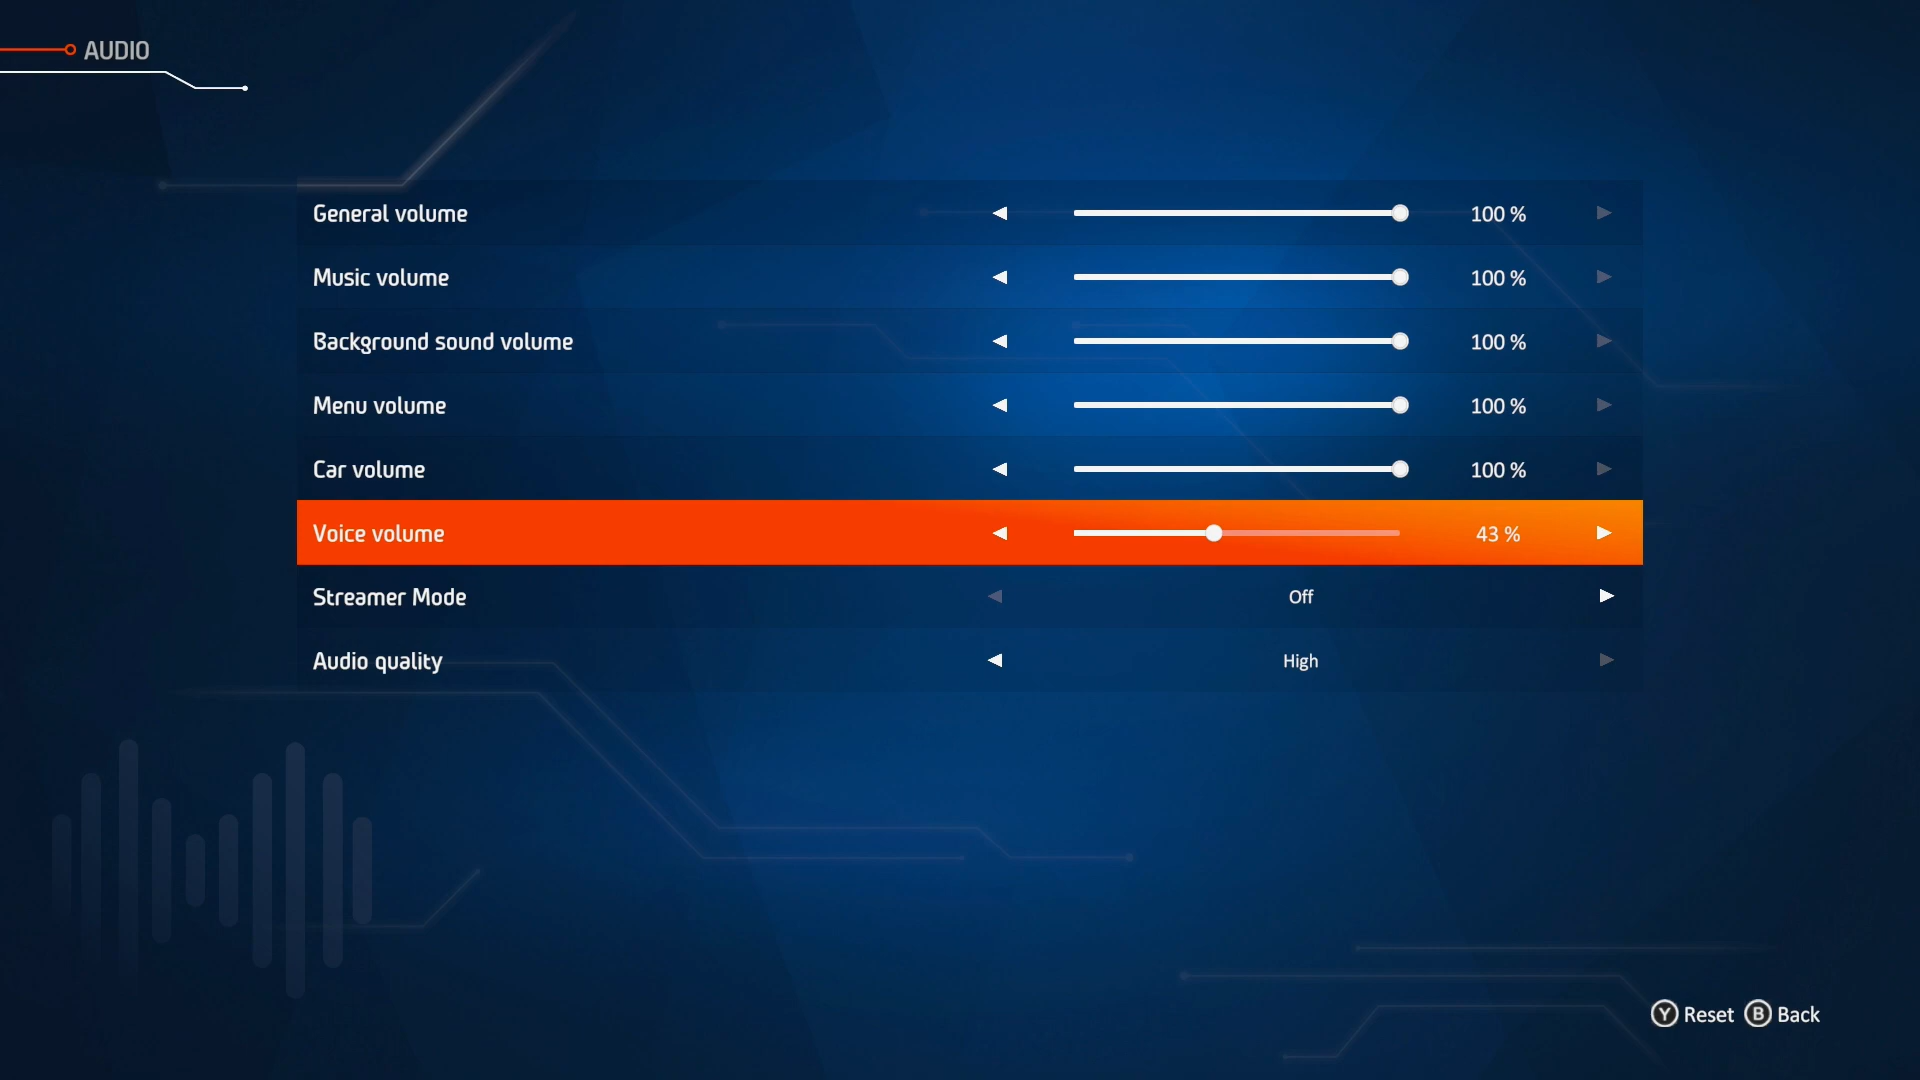 AUDIO
General volume 100 %
Music volume 100 %
Background sound volume 100 %
Menu volume 100 %
Car volume 100 %
Voice volume 43 %
Streamer Mode Off
Audio quality High
Y Reset B Back